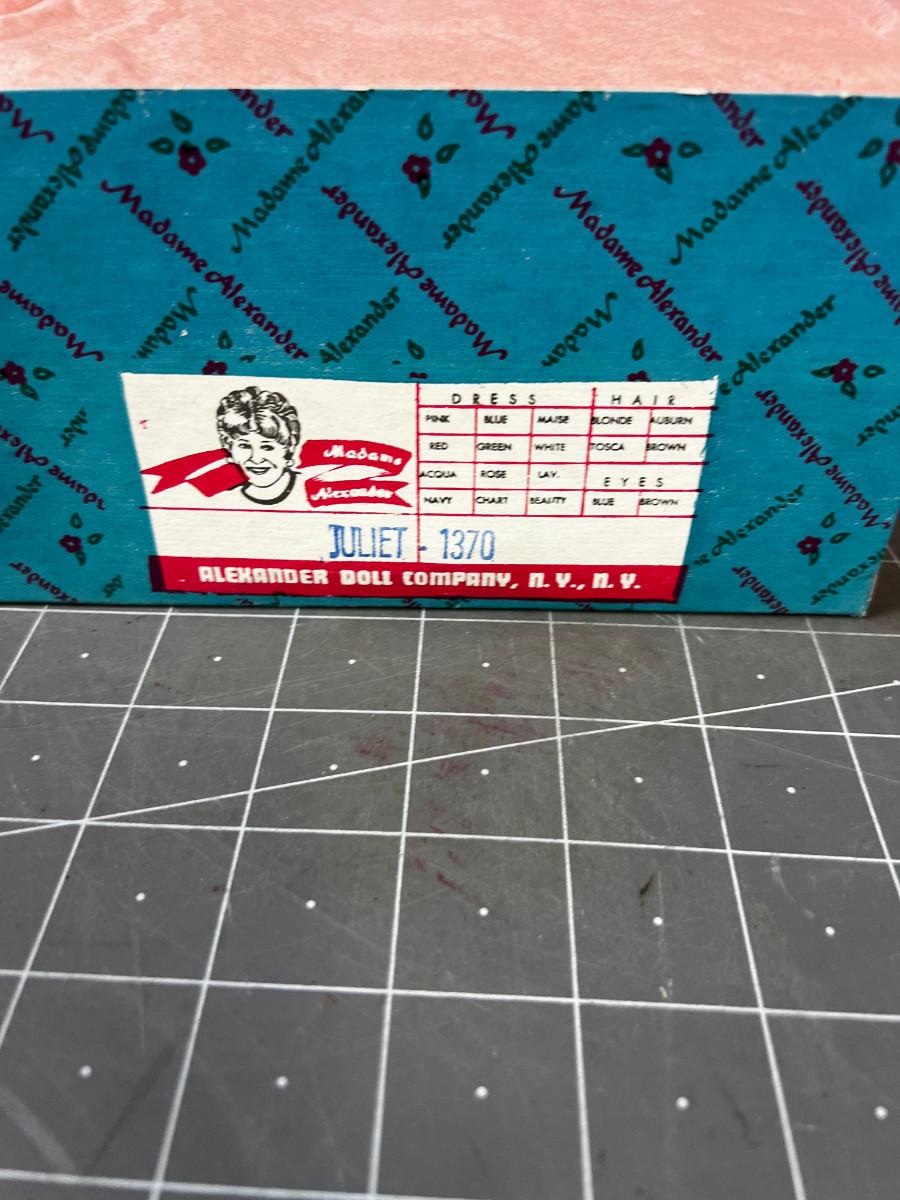 Madame Alexander
Madame
Alexander
DRESS HAIR
PINK BLUE MAISE BLONDE AUBURN
RED GREEN WHITE TOSCA BROWN
ACQUA ROSE LAV. EYES
NAVY CHART BEAUTY BLUE BROWN
JULIET - 1370
ALEXANDER DOLL COMPANY, N.Y., N.Y.